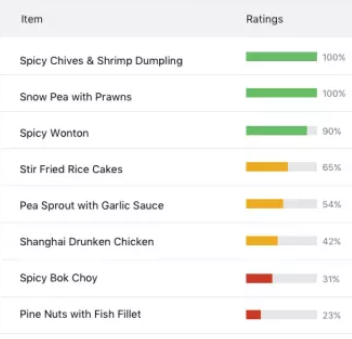 Item Ratings
Spicy Chives & Shrimp Dumpling 100%
Snow Pea with Prawns 100%
Spicy Wonton 90%
Stir Fried Rice Cakes 65%
Pea Sprout with Garlic Sauce 54%
Shanghai Drunken Chicken 42%
Spicy Bok Choy 31%
Pine Nuts with Fish Fillet 23%